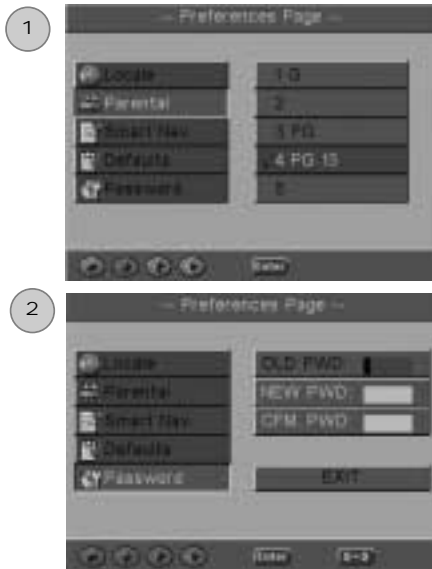 1
-- Preferences Page --
Locale
Parental
Smart Nav
Defaults
Password
1 G
2
3 PG
4 PG 13
5
Enter
2
-- Preferences Page --
Locale
Parental
Smart Nav
Defaults
Password
OLD PWD
NEW PWD
CFM. PWD
EXIT
Enter
0-9